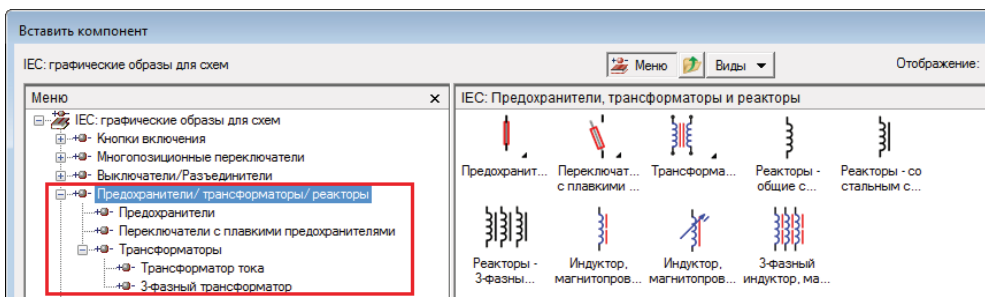 Вставить компонент
IEC: графические образы для схем
Меню
Виды
Отображение:
Меню
x
IEC: графические образы для схем
Кнопки включения
Многопозиционные переключатели
Выключатели/Разъединители
Предохранители/ трансформаторы/ реакторы
Предохранители
Переключатели с плавкими предохранителями
Трансформаторы
Трансформатор тока
3-фазный трансформатор
IEC: Предохранители, трансформаторы и реакторы
Предохранит...
Переключат...
с плавкими ...
Трансформа...
Реакторы -
общие с...
Реакторы - со
стальным с...
Реакторы -
3-фазны...
Индуктор,
магнитопров...
Индуктор,
магнитопров...
3-фазный
индуктор, ма...